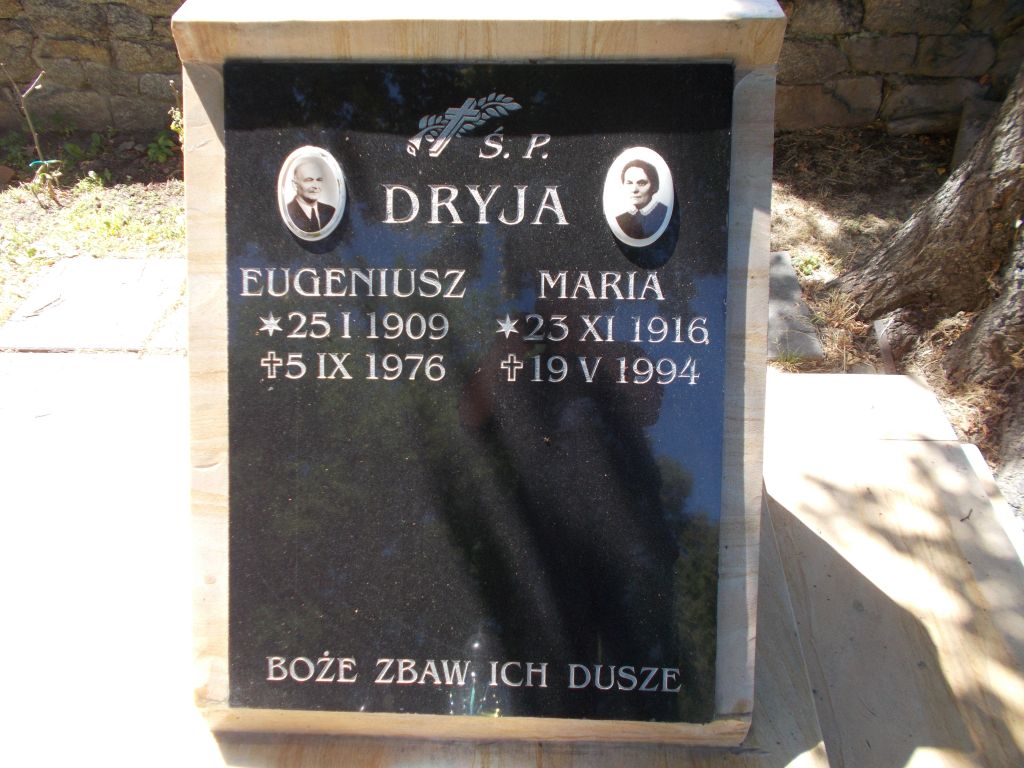 Ś. P.
DRYJA
EUGENIUSZ MARIA
25 I 1909 23 XI 1916
5 IX 1976 19 V 1994
BOŻE ZBAW ICH DUSZE